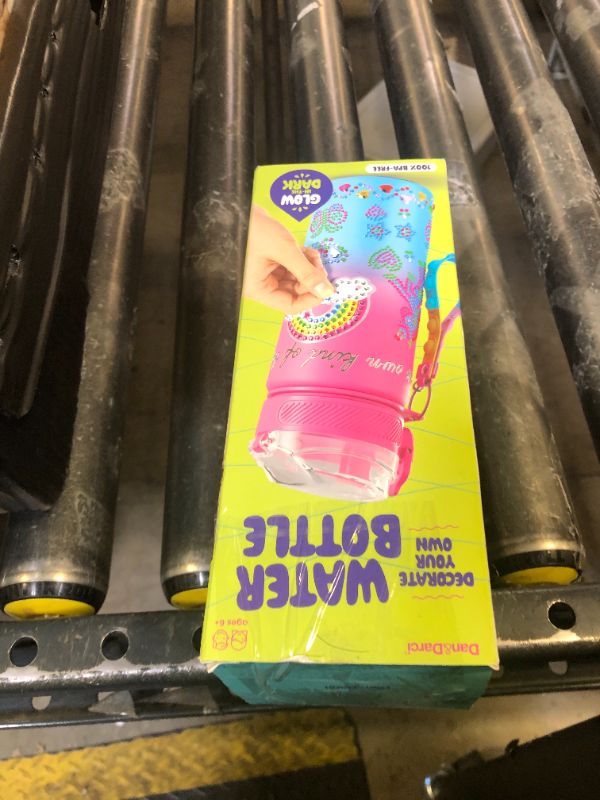 Dan&Darci
DECORATE
YOUR
OWN
WATER
BOTTLE
ages 6+
own kind of
GLOW
IN-THE
DARK
100% BPA-FREE